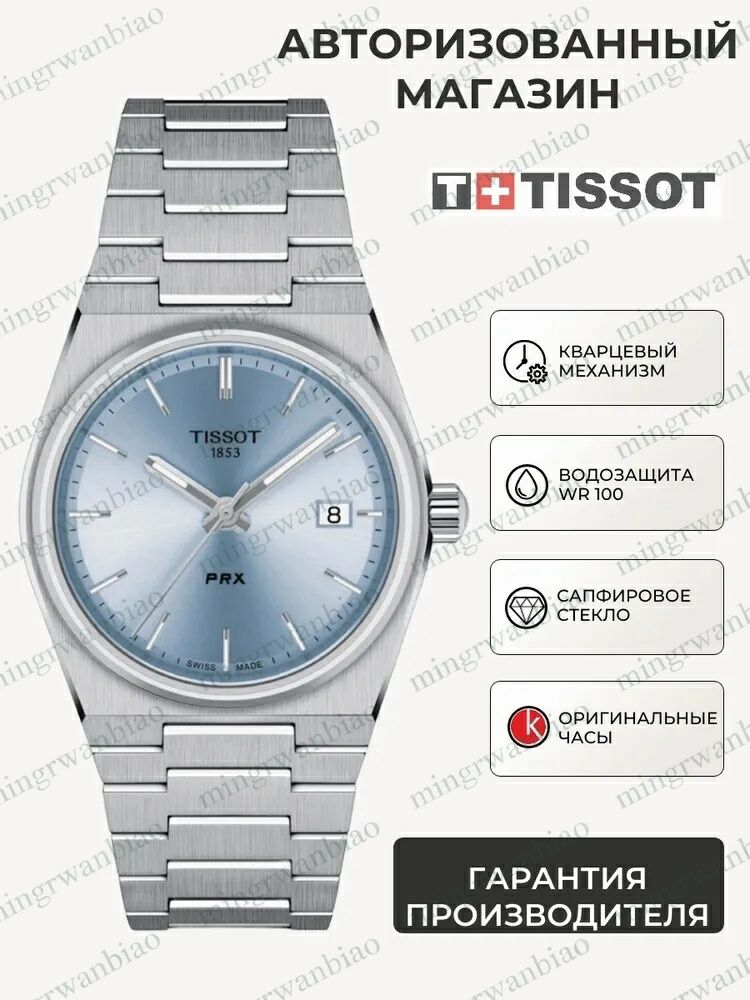 АВТОРИЗОВАННЫЙ
МАГАЗИН
T+TISSOT
КВАРЦЕВЫЙ
МЕХАНИЗМ
ВОДОЗАЩИТА
WR 100
САПФИРОВОЕ
СТЕКЛО
k
ОРИГИНАЛЬНЫЕ
ЧАСЫ
ГАРАНТИЯ
ПРОИЗВОДИТЕЛЯ
TISSOT
1853
8
PRX
SWISS MADE
mingrwanbiao